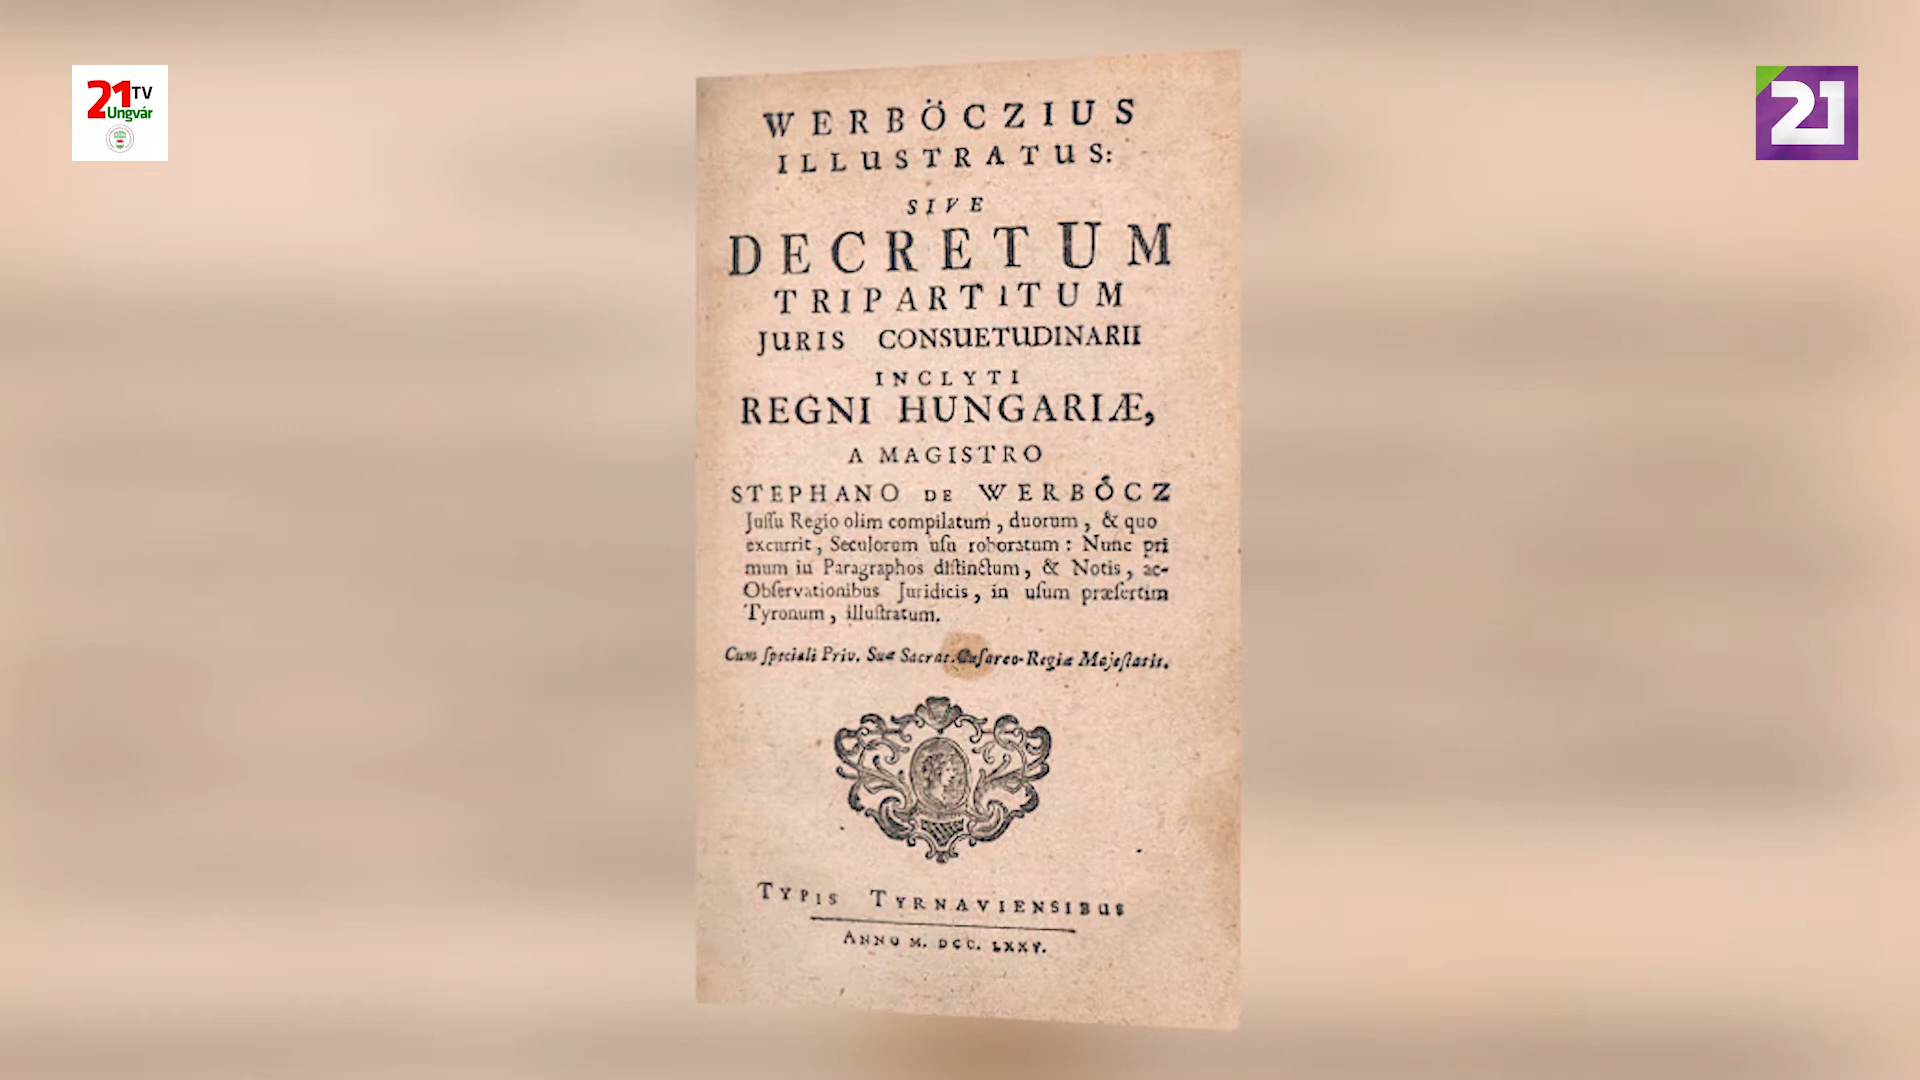 21 TV
Ungvár
21
WERBÖCZIUS
ILLUSTRATUS:
SIVE
DECRETUM
TRIPARTITUM
JURIS CONSUETUDINARII
INCLYTI
REGNI HUNGARIÆ,
A MAGISTRO
STEPHANO DE WERBŐCZ
Juſſu Regio olim compilatum, duorum, & quo
excurrit, Seculorum uſu roboratum: Nunc pri
mum in Paragraphos diſtinctum, & Notis, ac-
Obſervationibus Juridicis, in uſum præſertim
Tyronum, illuſtratum.
Cum ſpeciali Priv. Suæ Sacrat. Cæſareo-Regiæ Majeſtatis.
TYPIS TYRNAVIENSIBUS
ANNO M. DCC. LXXV.